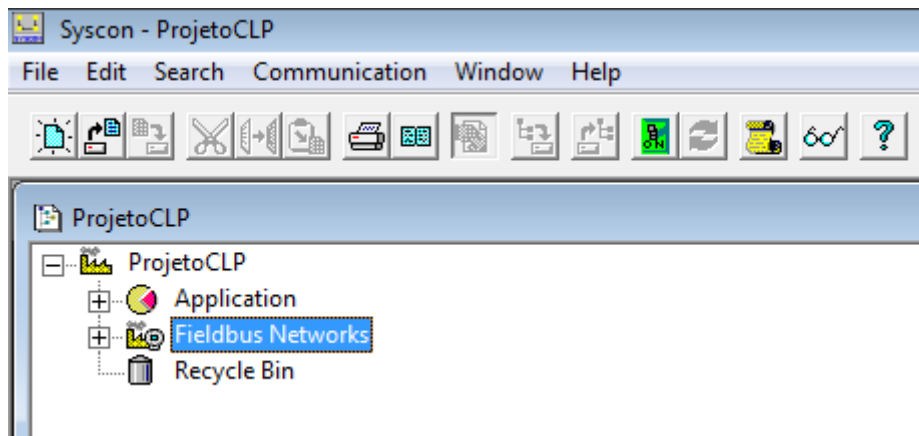 Syscon - ProjetoCLP
File Edit Search Communication Window Help
ProjetoCLP
ProjetoCLP
Application
Fieldbus Networks
Recycle Bin